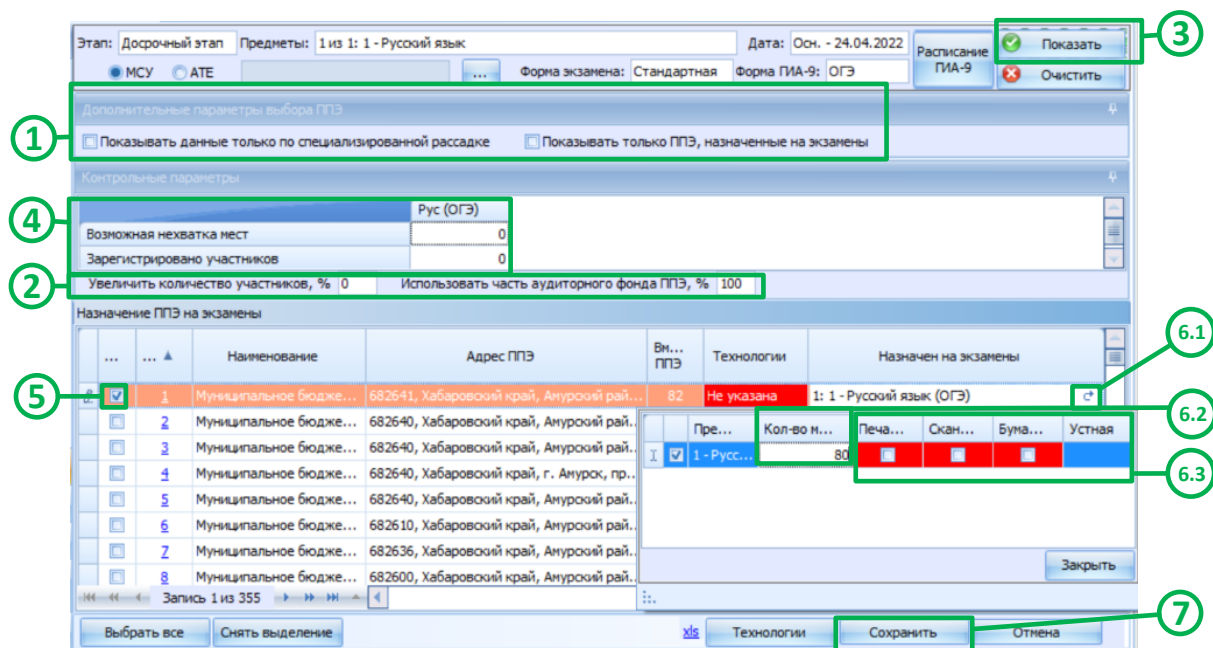 Этап: Досрочный этап Предметы: 1 из 1: 1 - Русский язык Дата: Осн. - 24.04.2022 Расписание ГИА-9 Показать 3
МСУ АТЕ ... Форма экзамена: Стандартная Форма ГИА-9: ОГЭ Очистить
Дополнительные параметры выбора ППЭ
1 Показывать данные только по специализированной рассадке Показывать только ППЭ, назначенные на экзамены
Контрольные параметры
4 Рус (ОГЭ)
Возможная нехватка мест 0
Зарегистрировано участников 0
2 Увеличить количество участников, % 0 Использовать часть аудиторного фонда ППЭ, % 100
Назначение ППЭ на экзамены
... ... Наименование Адрес ППЭ Вм... ППЭ Технологии Назначен на экзамены 6.1
5 1 Муниципальное бюдже... 682641, Хабаровский край, Амурский рай... 82 Не указана 1: 1 - Русский язык (ОГЭ)
2 Муниципальное бюдже... 682640, Хабаровский край, Амурский рай.. Пре... Кол-во м... Печа... Скан... Бума... Устная 6.2
3 Муниципальное бюдже... 682640, Хабаровский край, Амурский рай.. 1 - Русс... 80
4 Муниципальное бюдже... 682640, Хабаровский край, г. Амурск, пр.. 6.3
5 Муниципальное бюдже... 682640, Хабаровский край, Амурский рай..
6 Муниципальное бюдже... 682610, Хабаровский край, Амурский рай..
7 Муниципальное бюдже... 682636, Хабаровский край, Амурский рай..
8 Муниципальное бюдже... 682600, Хабаровский край, Амурский рай.. Закрыть
Запись 1 из 355
Выбрать все Снять выделение xls Технологии Сохранить Отмена 7